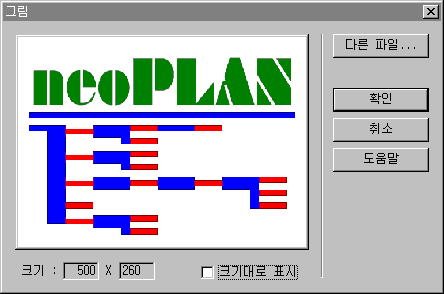 그림
neoPLAN
다른 파일...
확인
취소
도움말
크기 : 500 X 260
크기대로 표시